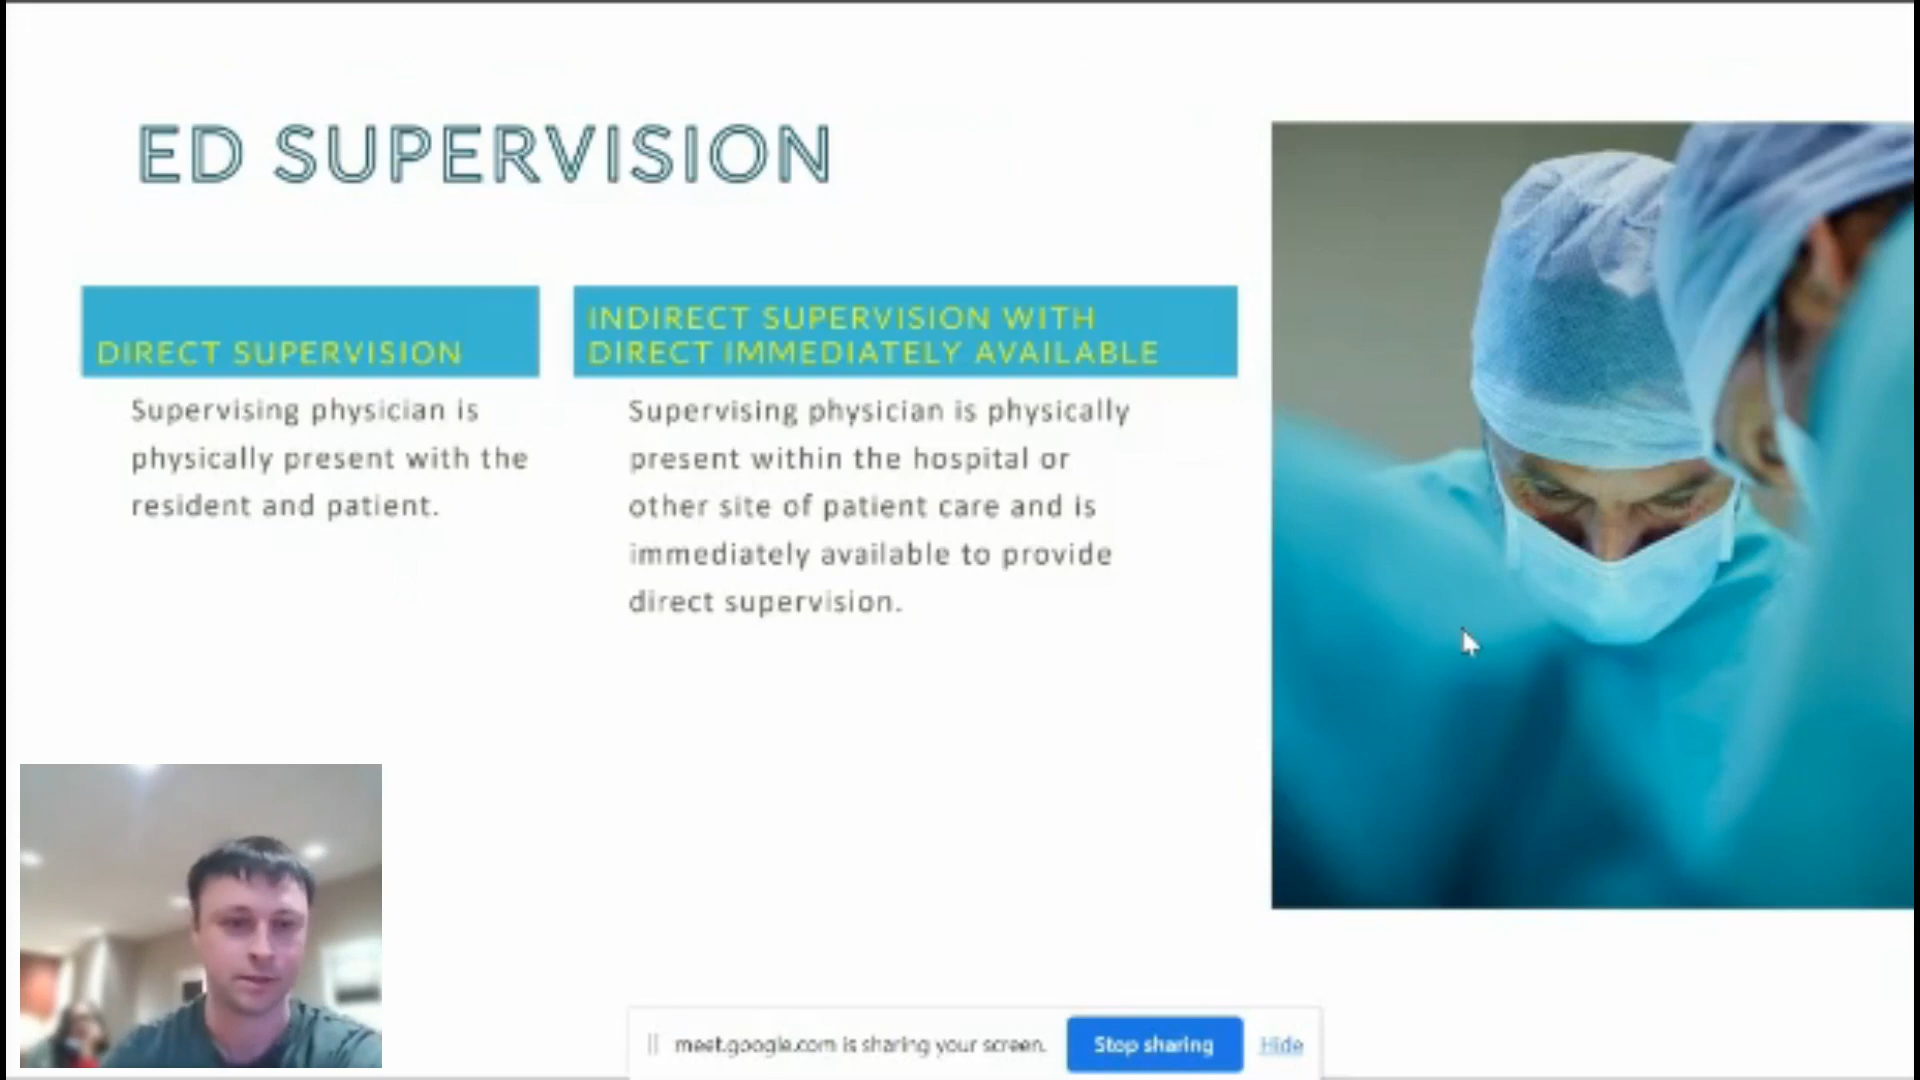 ED SUPERVISION
DIRECT SUPERVISION
Supervising physician is
physically present with the
resident and patient.
INDIRECT SUPERVISION WITH
DIRECT IMMEDIATELY AVAILABLE
Supervising physician is physically
present within the hospital or
other site of patient care and is
immediately available to provide
direct supervision.
meet.google.com is sharing your screen.
Stop sharing
Hide